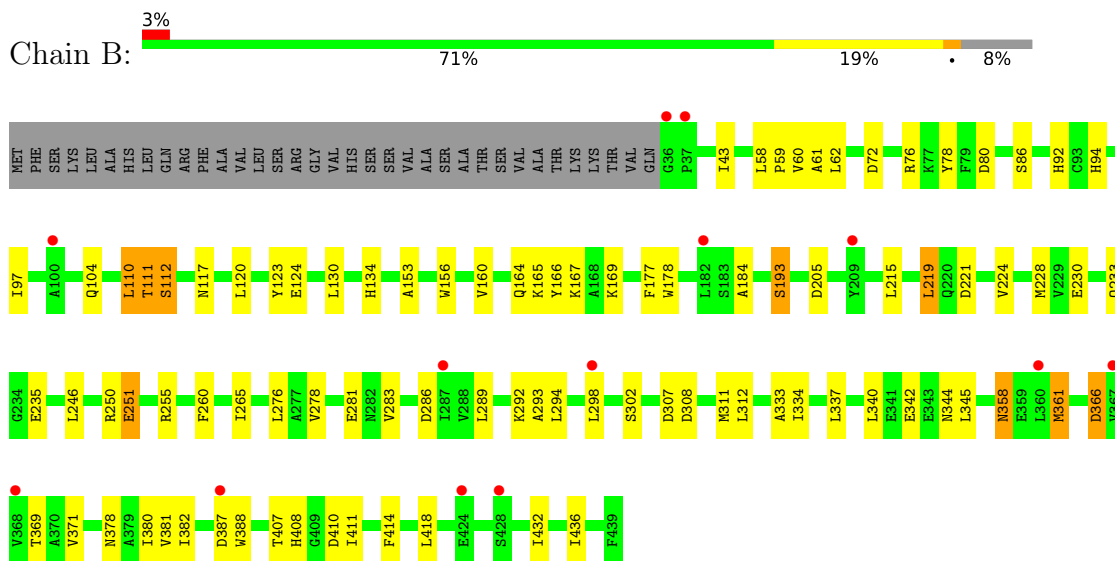 3%
Chain B:
71% 19% • 8%
MET PHE SER LYS LEU ALA HIS LEU GLN ARG PHE ALA VAL LEU SER ARG GLY VAL HIS SER SER VAL ALA SER ALA THR SER VAL ALA THR LYS LYS THR VAL GLN G36 P37 I43 L58 P59 V60 A61 L62 D72 R76 K77 Y78 F79 D80 S86 H92 C93 H94
I97 A100 Q104 L110 T111 S112 N117 L120 Y123 E124 L130 H134 A153 W156 V160 Q164 K165 Y166 K167 A168 K169 F177 W178 L182 S183 A184 S193 D205 Y209 L215 L219 Q220 D221 V224 M228 V229 E230
G234 E235 L246 R250 E251 R255 F260 I265 L276 A277 V278 E281 N282 V283 D286 I287 V288 L289 K292 A293 L294 L298 S302 D307 D308 M311 L312 A333 I334 L337 L340 E341 E342 E343 N344 L345 N358 E359 L360 M361 D366 V367
V368 T369 A370 V371 N378 A379 I380 V381 I382 D387 W388 T407 H408 G409 D410 I411 F414 L418 E424 S428 I432 I436 F439